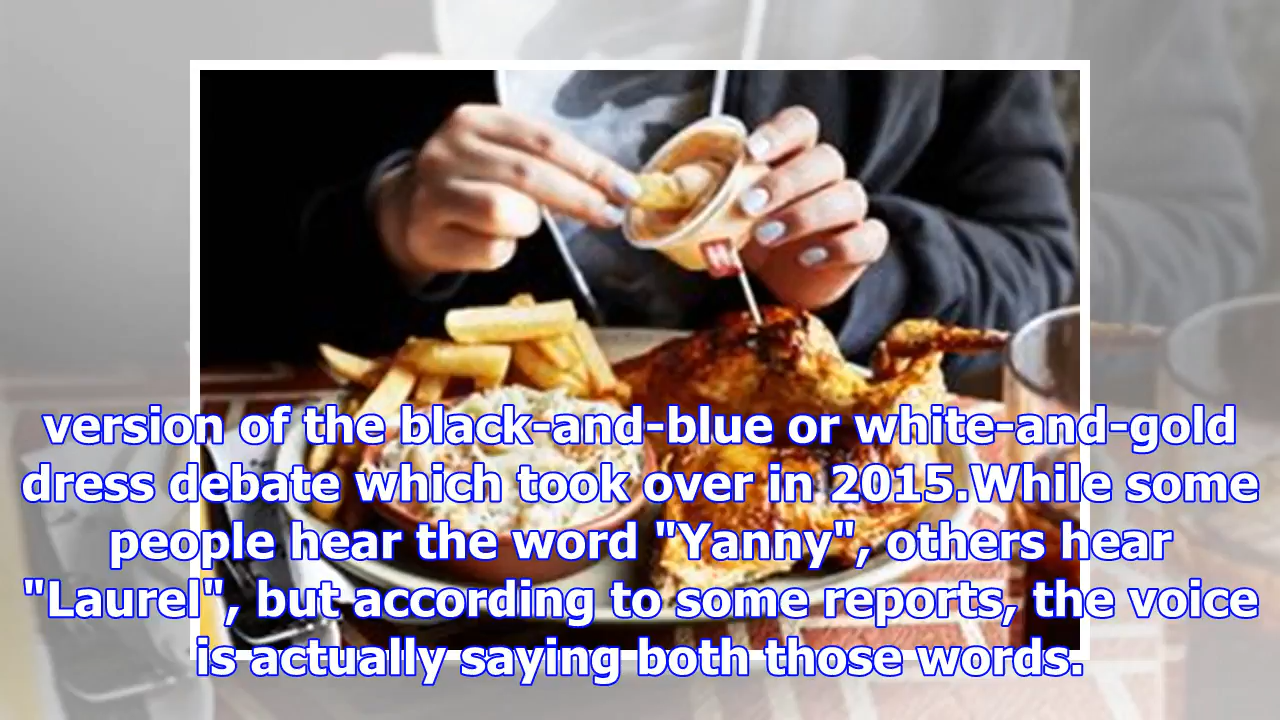 version of the black-and-blue or white-and-gold
dress debate which took over in 2015.While some
people hear the word "Yanny", others hear
"Laurel", but according to some reports, the voice
is actually saying both those words.